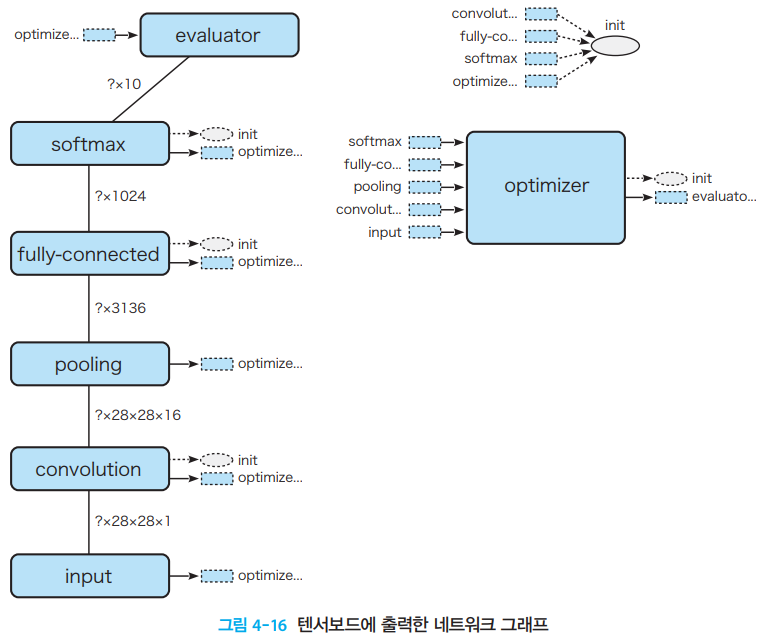 optimize...
evaluator
?×10
softmax
init
optimize...
?×1024
fully-connected
init
optimize...
?×3136
pooling
optimize...
?×28×28×16
convolution
init
optimize...
?×28×28×1
input
optimize...
convolut...
fully-co...
softmax
optimize...
init
softmax
fully-co...
pooling
convolut...
input
optimizer
init
evaluato...
그림 4-16 텐서보드에 출력한 네트워크 그래프